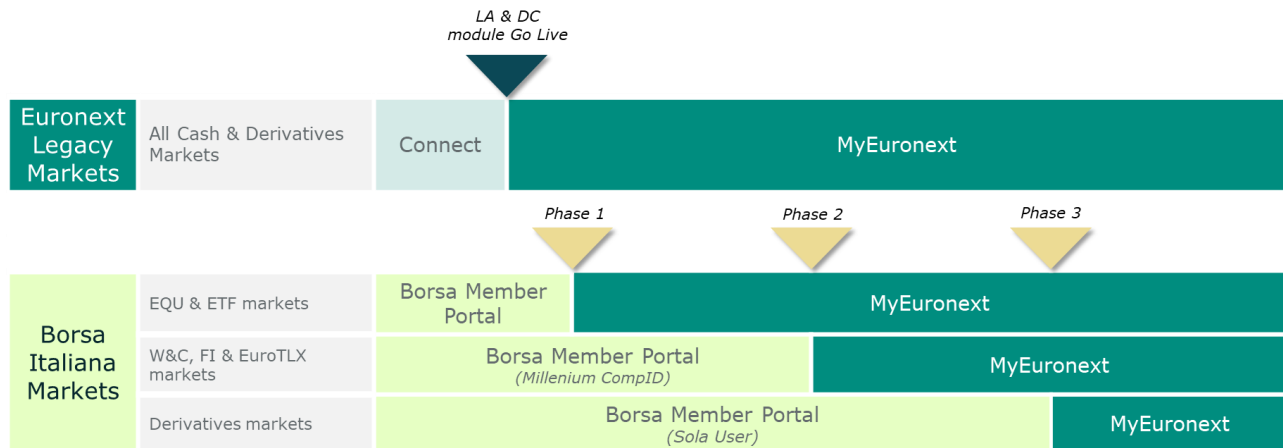 LA & DC
module Go Live
Euronext
Legacy
Markets
All Cash & Derivatives
Markets
Connect
MyEuronext
Phase 1
Phase 2
Phase 3
Borsa
Italiana
Markets
EQU & ETF markets
Borsa Member
Portal
MyEuronext
W&C, FI & EuroTLX
markets
Borsa Member Portal
(Millenium CompID)
MyEuronext
Derivatives markets
Borsa Member Portal
(Sola User)
MyEuronext